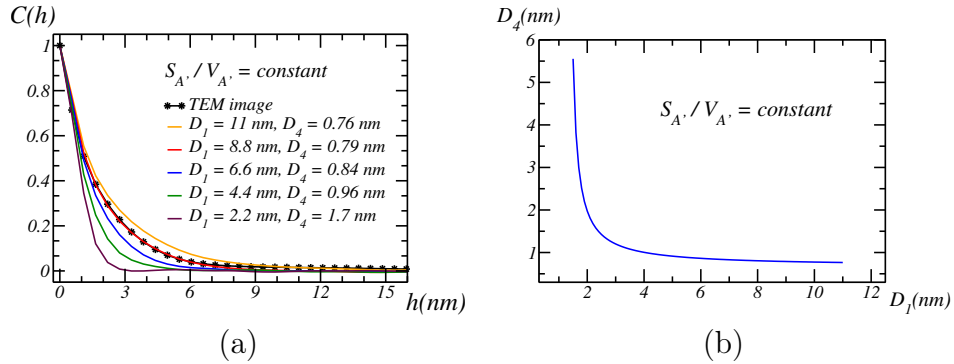 C(h)
1
0.8
0.6
0.4
0.2
0
S_A' / V_A' = constant
TEM image
D_1 = 11 nm, D_4 = 0.76 nm
D_1 = 8.8 nm, D_4 = 0.79 nm
D_1 = 6.6 nm, D_4 = 0.84 nm
D_1 = 4.4 nm, D_4 = 0.96 nm
D_1 = 2.2 nm, D_4 = 1.7 nm
0 3 6 9 12 15
h(nm)
(a)
D_4(nm)
6
5
4
3
2
1
0
S_A' / V_A' = constant
2 4 6 8 10 12
D_1(nm)
(b)